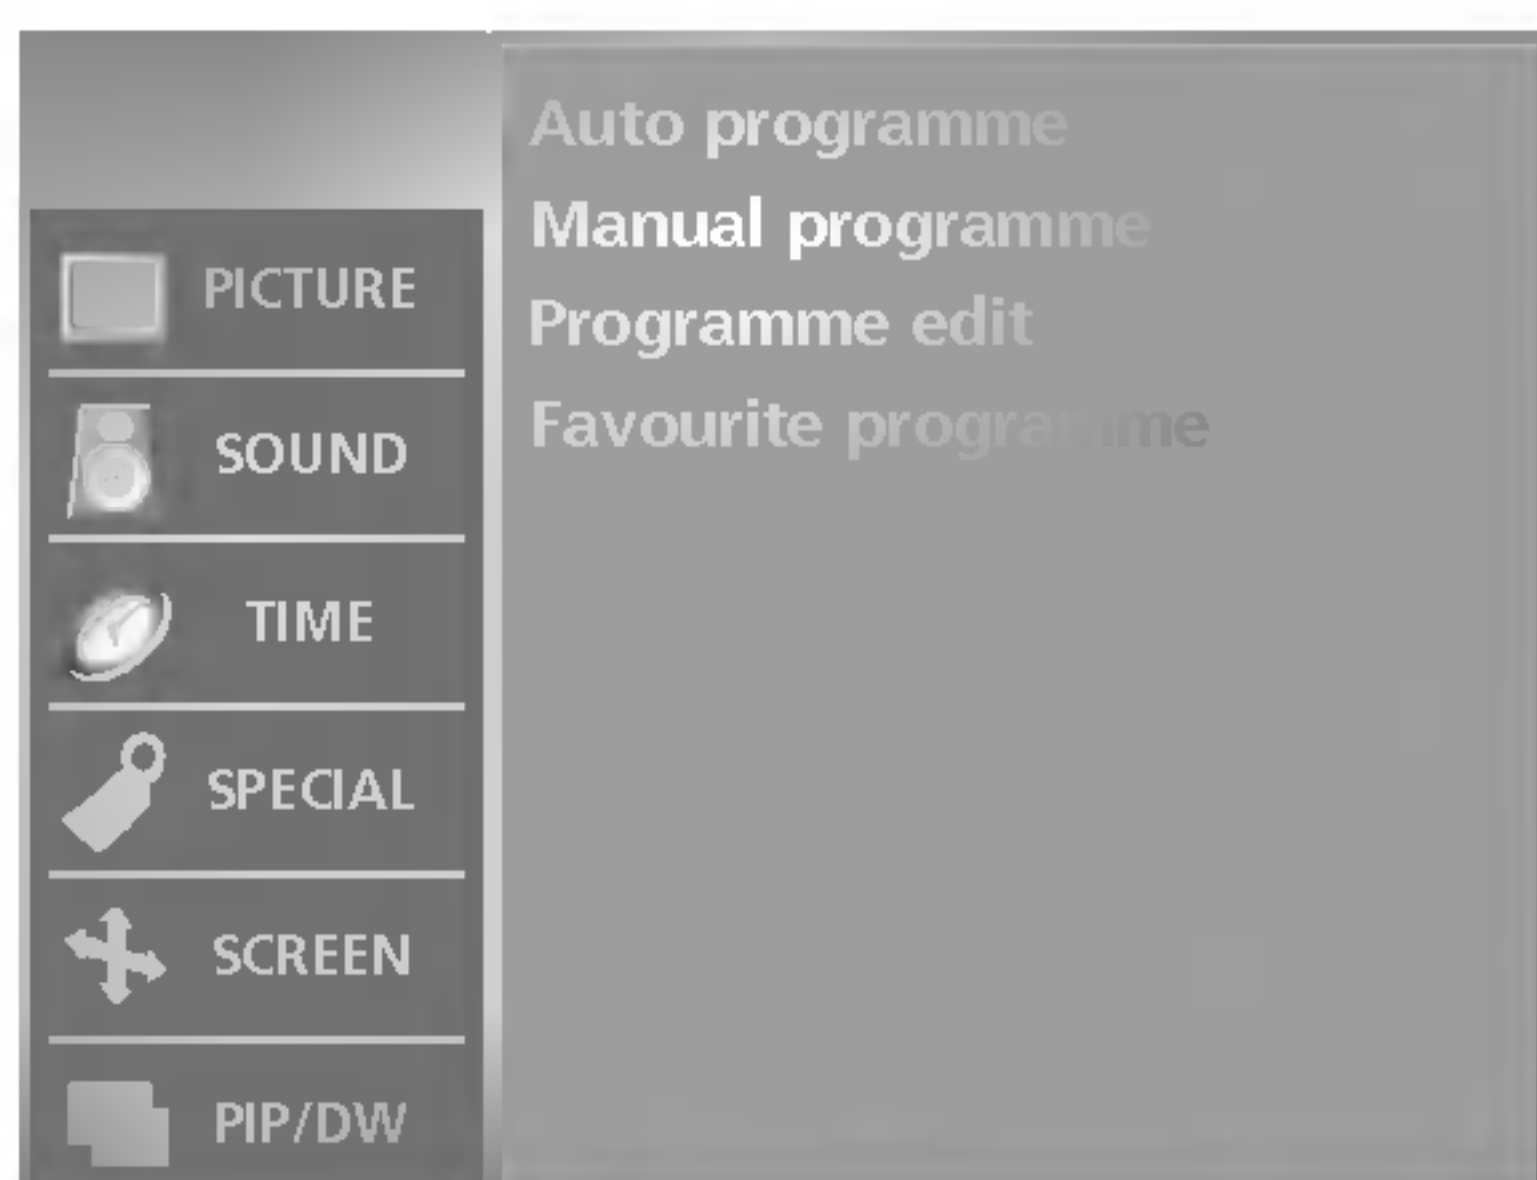 Auto programme
Manual programme
Programme edit
Favourite programme
PICTURE
SOUND
TIME
SPECIAL
SCREEN
PIP/DW